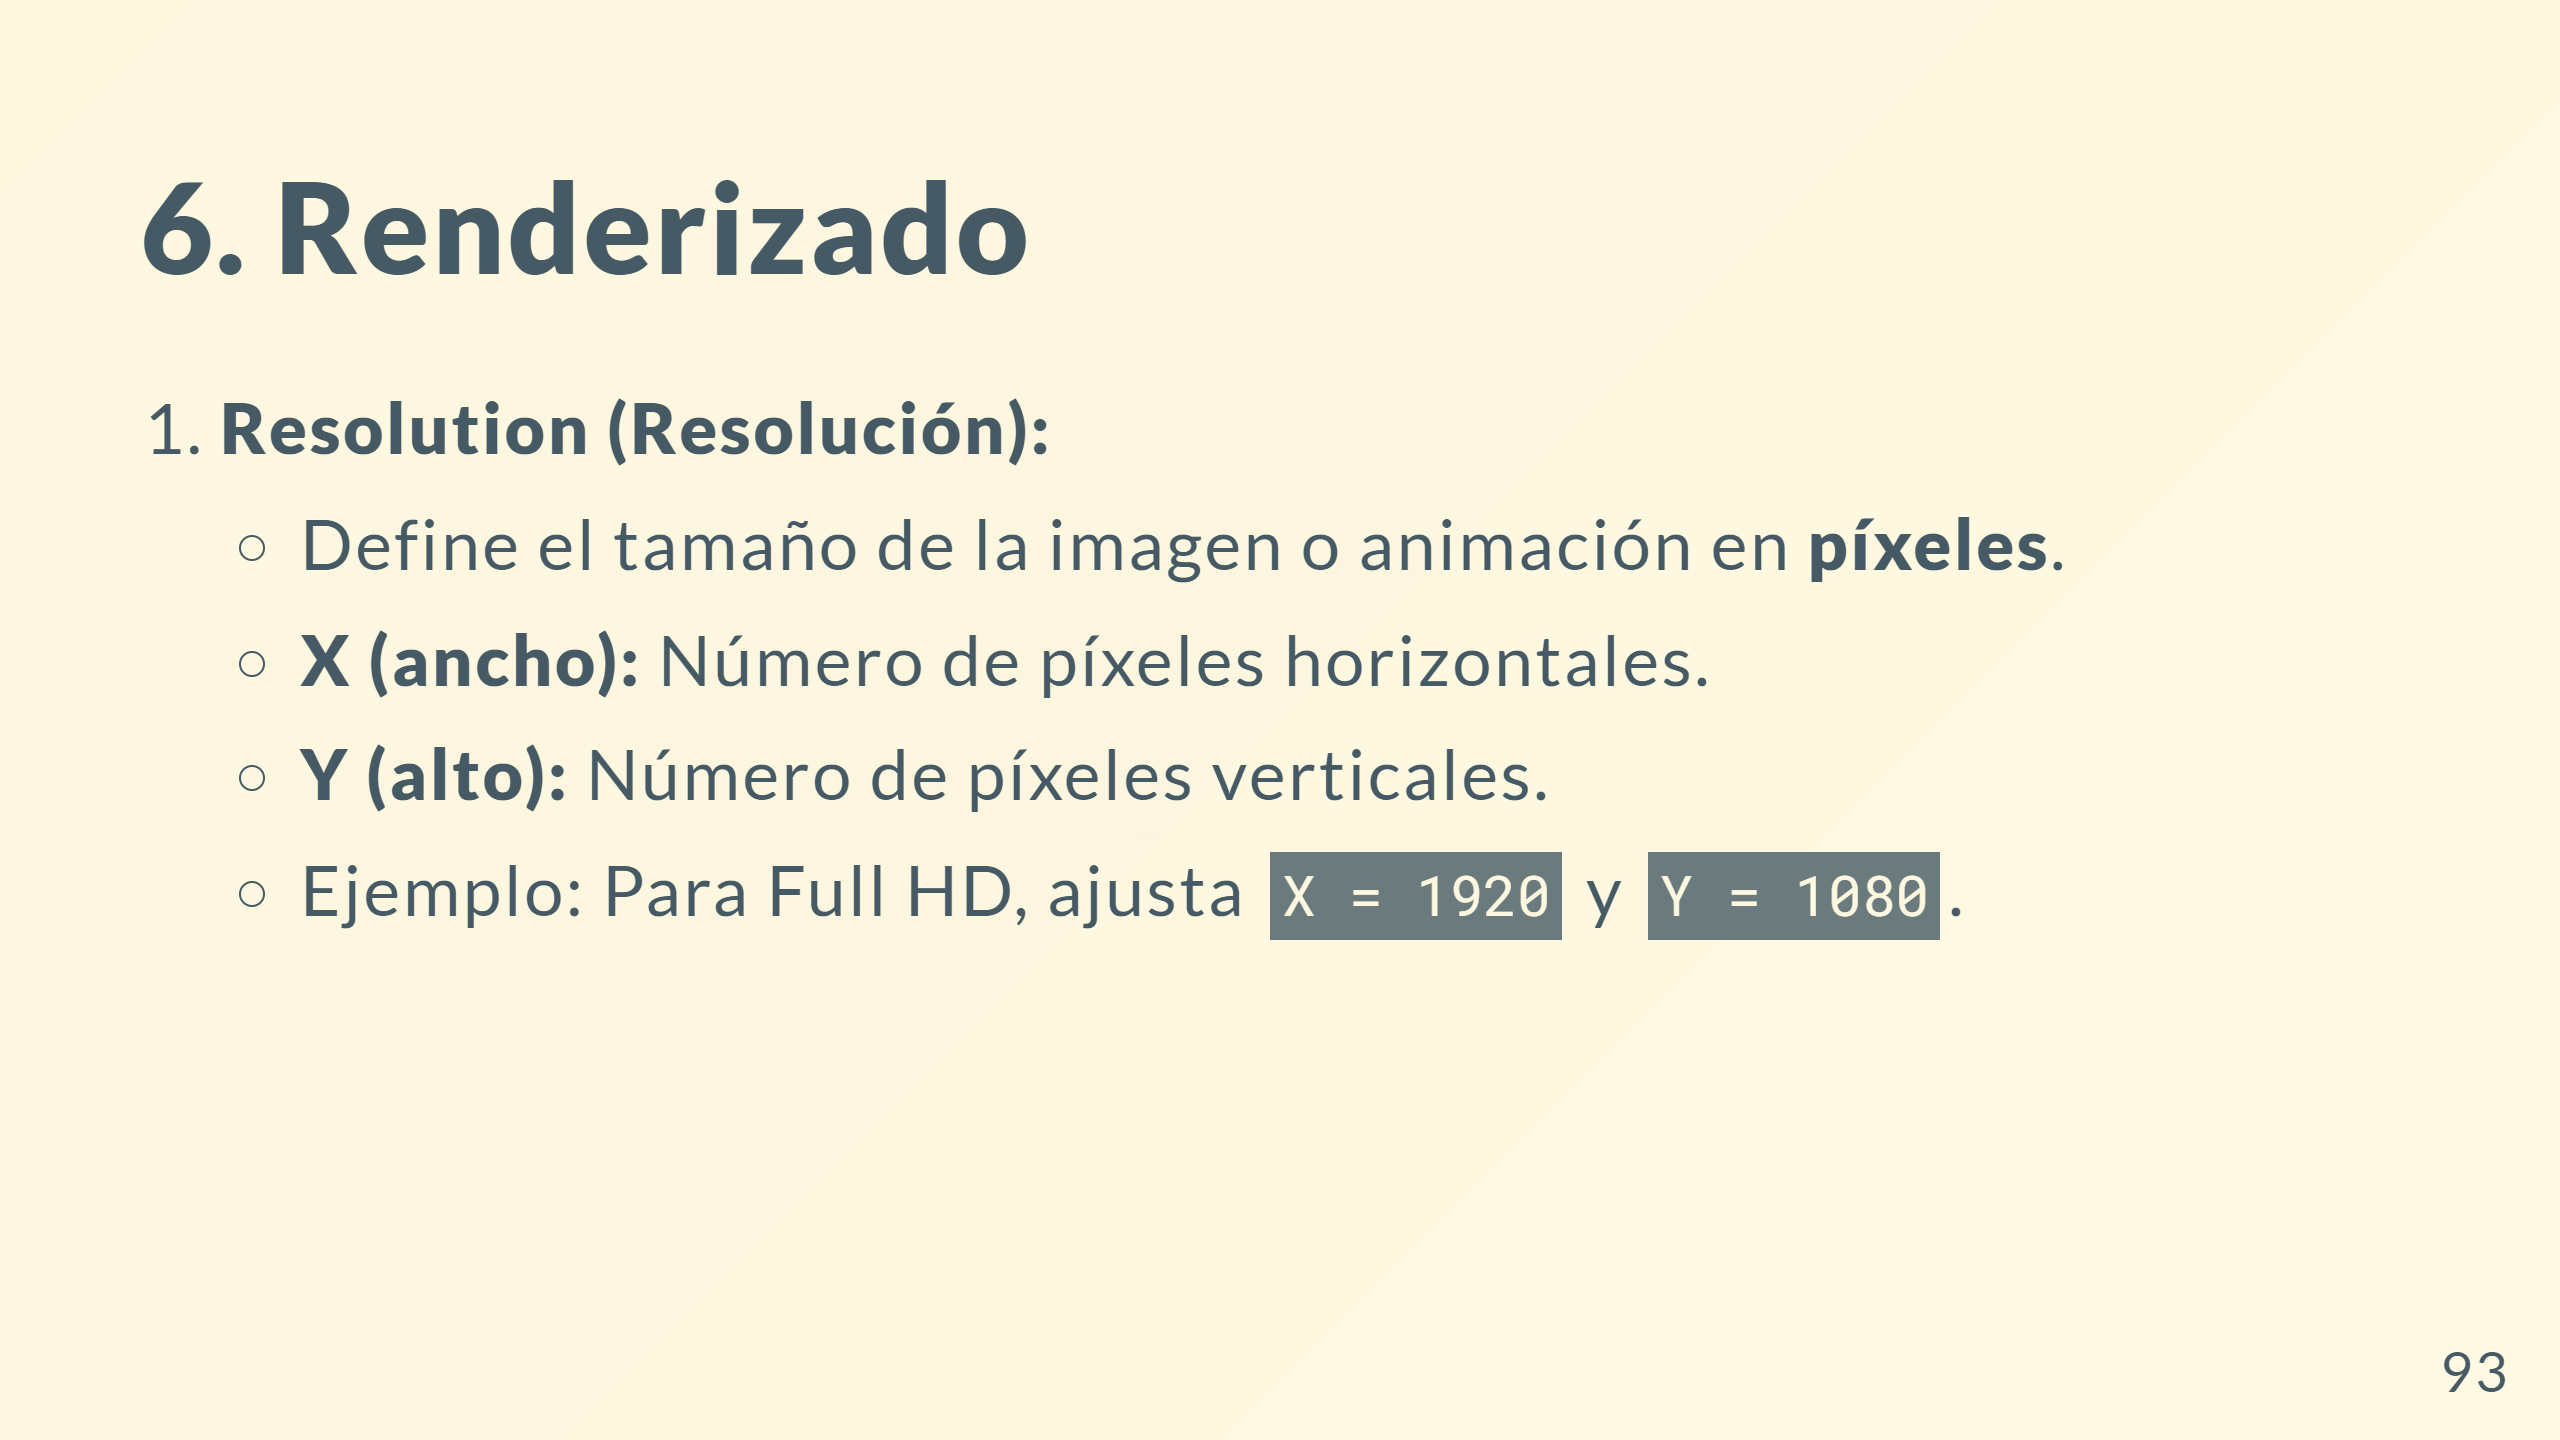 6. Renderizado
1. Resolution (Resolución):
○ Define el tamaño de la imagen o animación en píxeles.
○ X (ancho): Número de píxeles horizontales.
○ Y (alto): Número de píxeles verticales.
○ Ejemplo: Para Full HD, ajusta X = 1920 y Y = 1080.
93